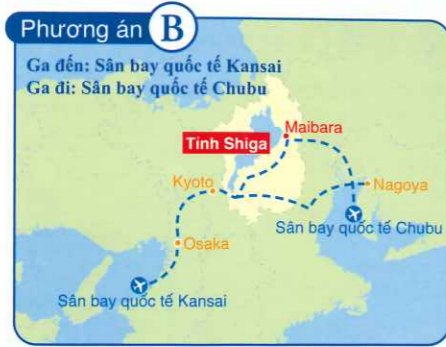 Phương án B
Ga đến: Sân bay quốc tế Kansai
Ga đi: Sân bay quốc tế Chubu
Maibara
Tỉnh Shiga
Kyoto
Nagoya
Sân bay quốc tế Chubu
Osaka
Sân bay quốc tế Kansai